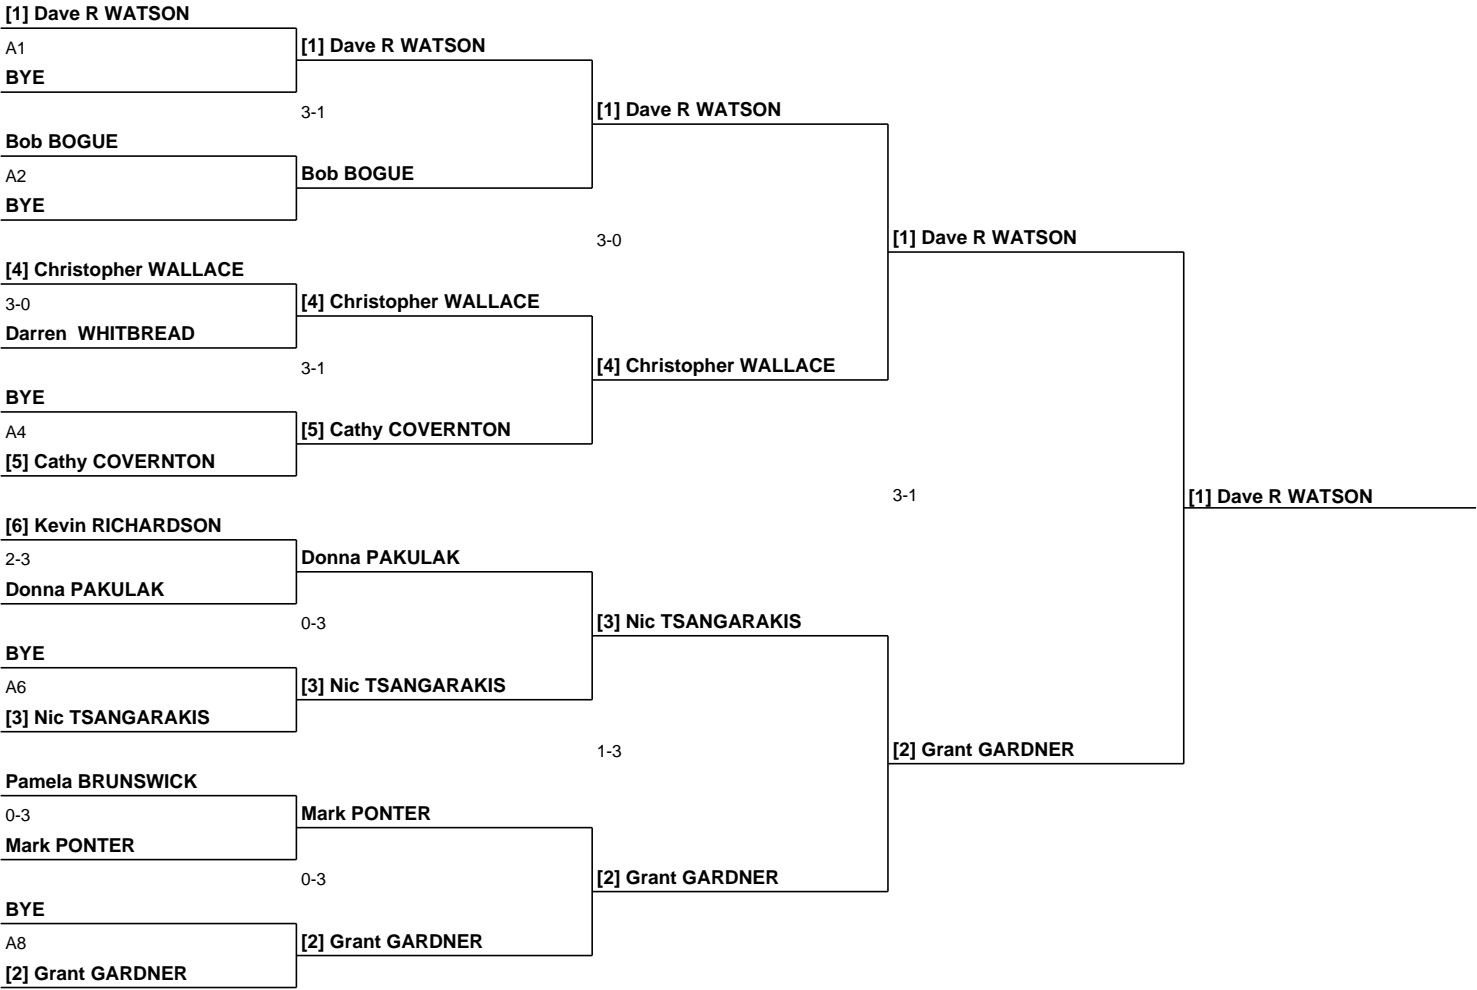 [1] Dave R WATSON
A1
BYE
[1] Dave R WATSON
3-1
Bob BOGUE
A2
BYE
Bob BOGUE
[1] Dave R WATSON
3-0
[4] Christopher WALLACE
3-0
Darren  WHITBREAD
[4] Christopher WALLACE
3-1
BYE
A4
[5] Cathy COVERNTON
[5] Cathy COVERNTON
[4] Christopher WALLACE
[1] Dave R WATSON
3-1
[6] Kevin RICHARDSON
2-3
Donna PAKULAK
Donna PAKULAK
0-3
BYE
A6
[3] Nic TSANGARAKIS
[3] Nic TSANGARAKIS
[3] Nic TSANGARAKIS
1-3
Pamela BRUNSWICK
0-3
Mark PONTER
Mark PONTER
0-3
BYE
A8
[2] Grant GARDNER
[2] Grant GARDNER
[2] Grant GARDNER
[2] Grant GARDNER
[1] Dave R WATSON